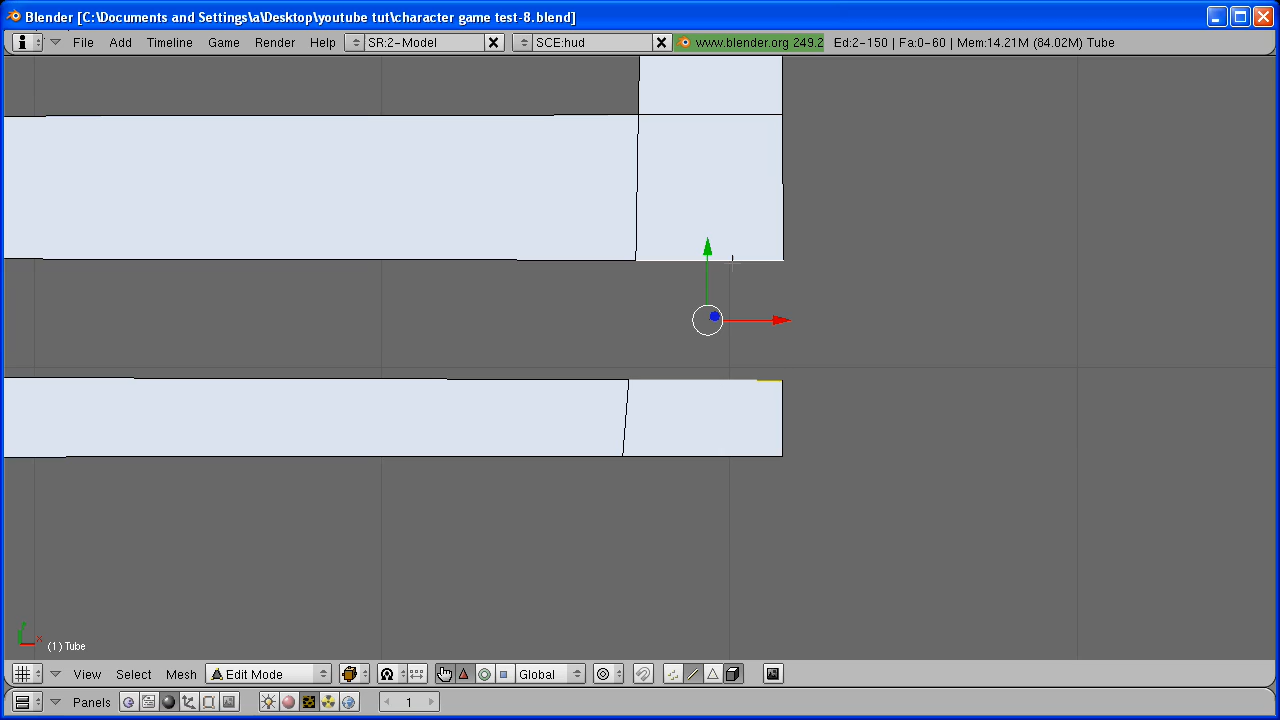 Blender [C:\Documents and Settings\a\Desktop\youtube tut\character game test-8.blend]
File Add Timeline Game Render Help SR:2-Model SCE:hud www.blender.org 249.2 Ed:2-150 | Fa:0-60 | Mem:14.21M (84.02M) Tube
(1) Tube
View Select Mesh Edit Mode Global
Panels 1